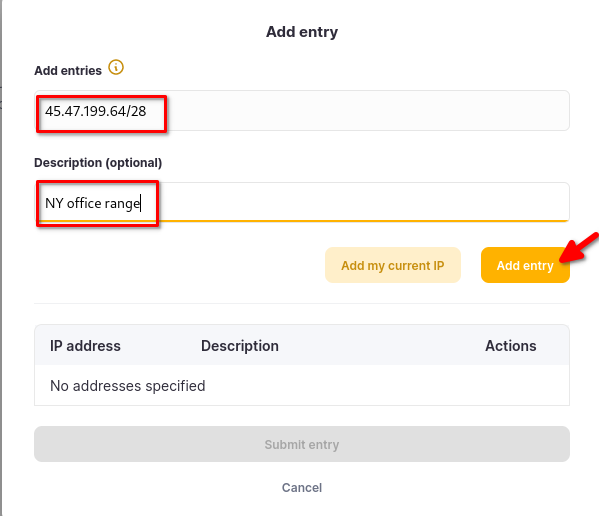 Add entry
Add entries
45.47.199.64/28
Description (optional)
NY office range
Add my current IP Add entry
IP address Description Actions
No addresses specified
Submit entry
Cancel